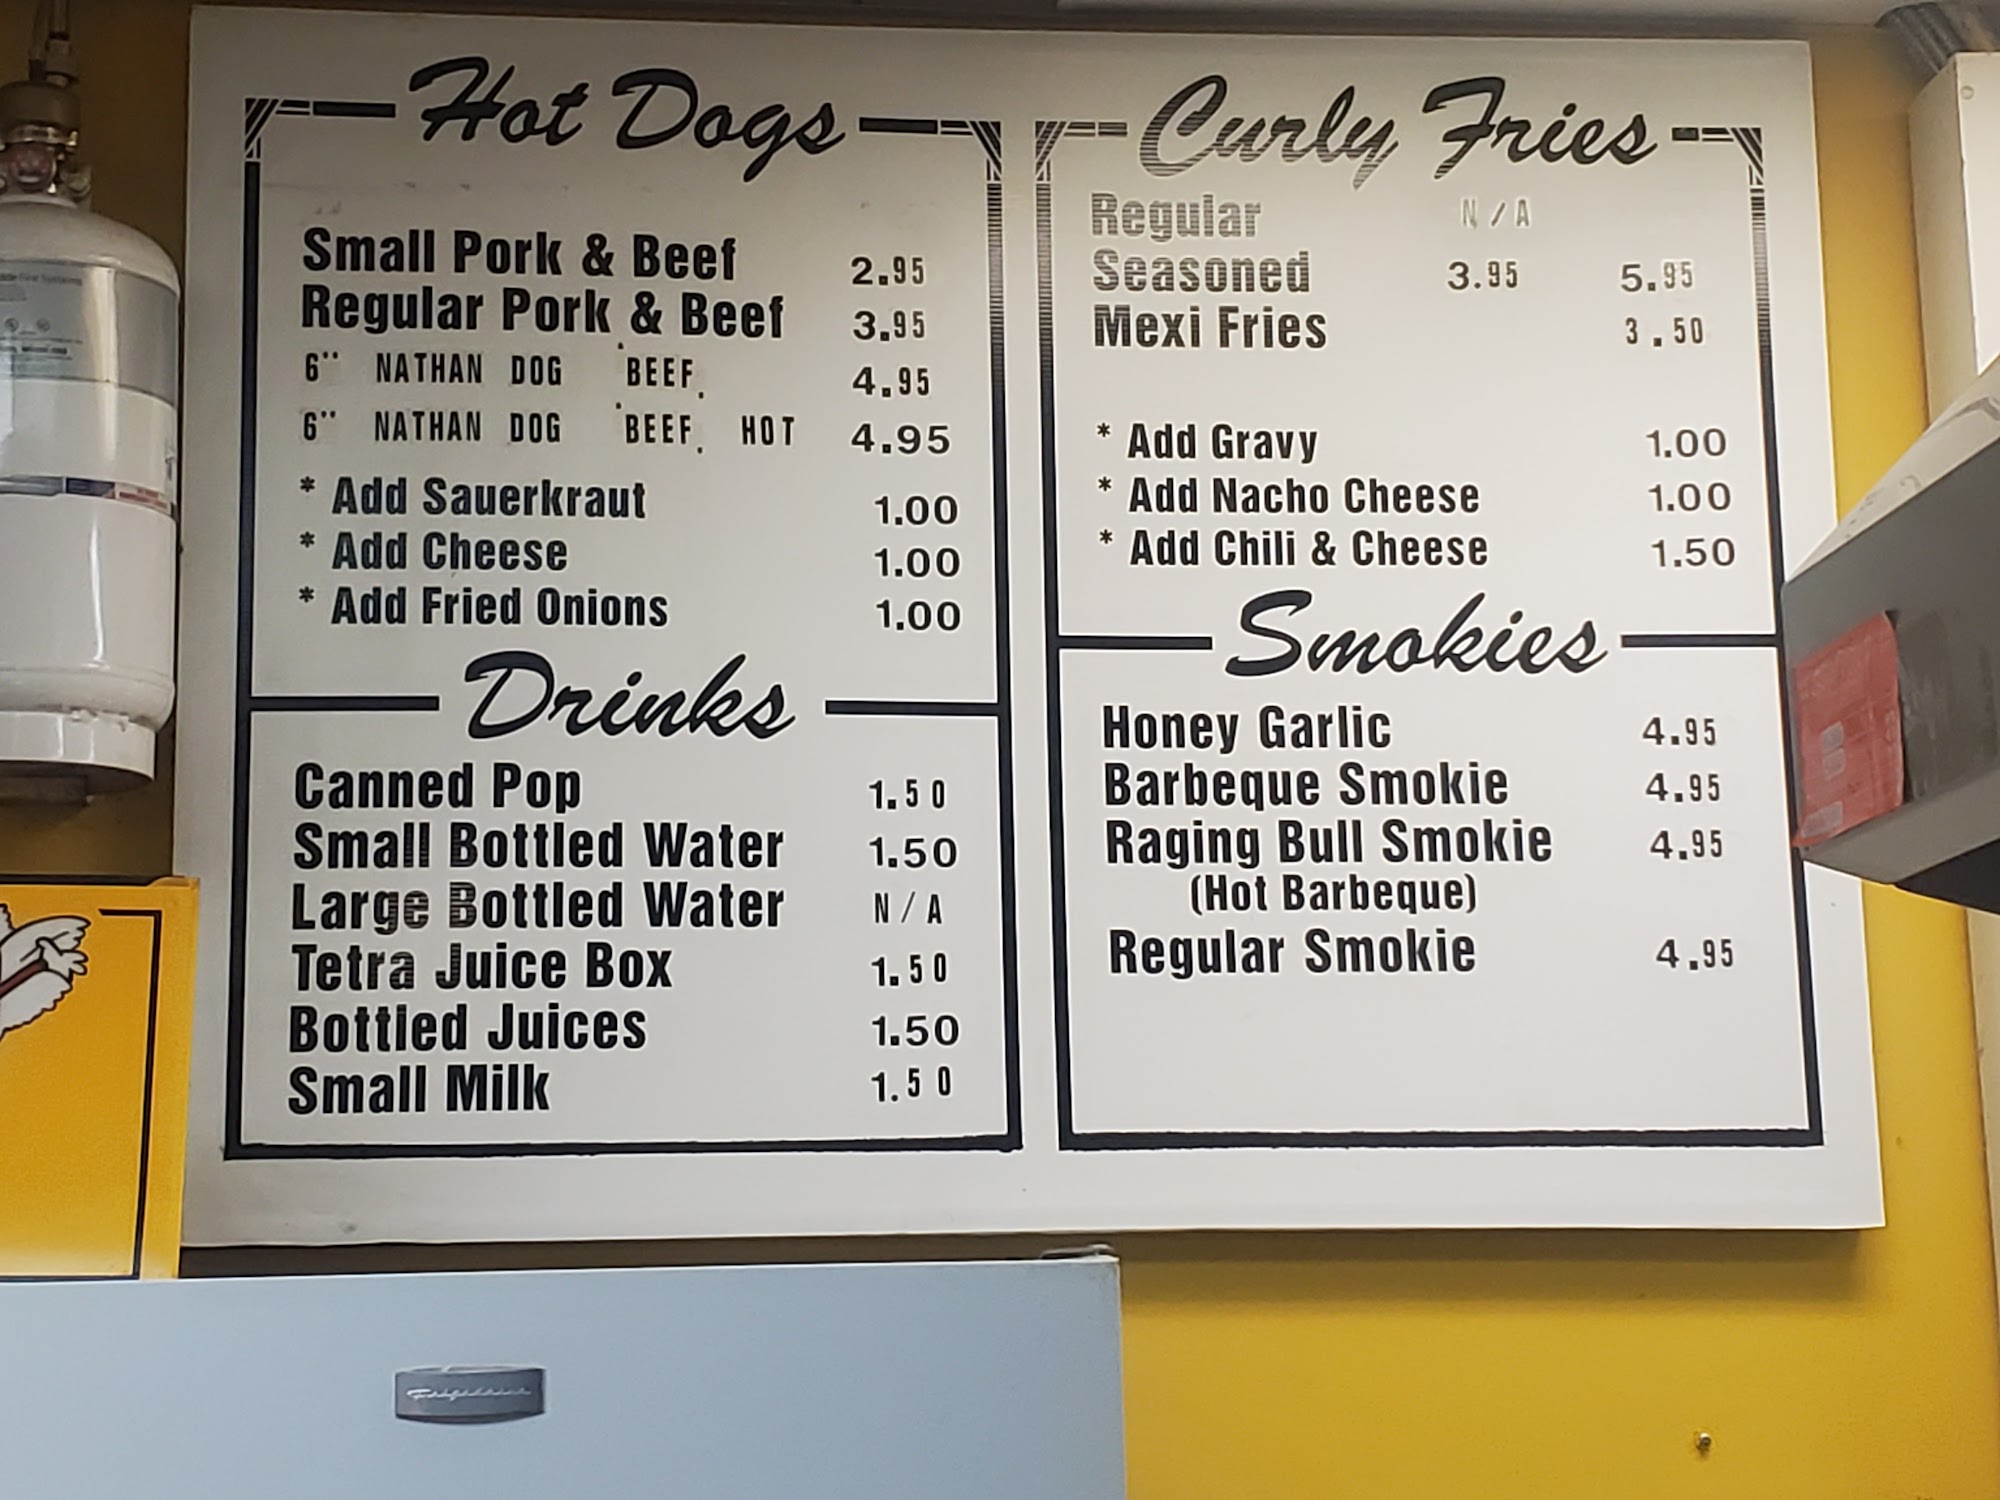 Hot Dogs
Small Pork & Beef 2.95
Regular Pork & Beef 3.95
6" NATHAN DOG BEEF 4.95
6" NATHAN DOG BEEF HOT 4.95
* Add Sauerkraut 1.00
* Add Cheese 1.00
* Add Fried Onions 1.00
Drinks
Canned Pop 1.50
Small Bottled Water 1.50
Large Bottled Water N/A
Tetra Juice Box 1.50
Bottled Juices 1.50
Small Milk 1.50
Curly Fries
Regular N/A
Seasoned 3.95 5.95
Mexi Fries 3.50
* Add Gravy 1.00
* Add Nacho Cheese 1.00
* Add Chili & Cheese 1.50
Smokies
Honey Garlic 4.95
Barbeque Smokie 4.95
Raging Bull Smokie 4.95
(Hot Barbeque)
Regular Smokie 4.95
Frigidaire